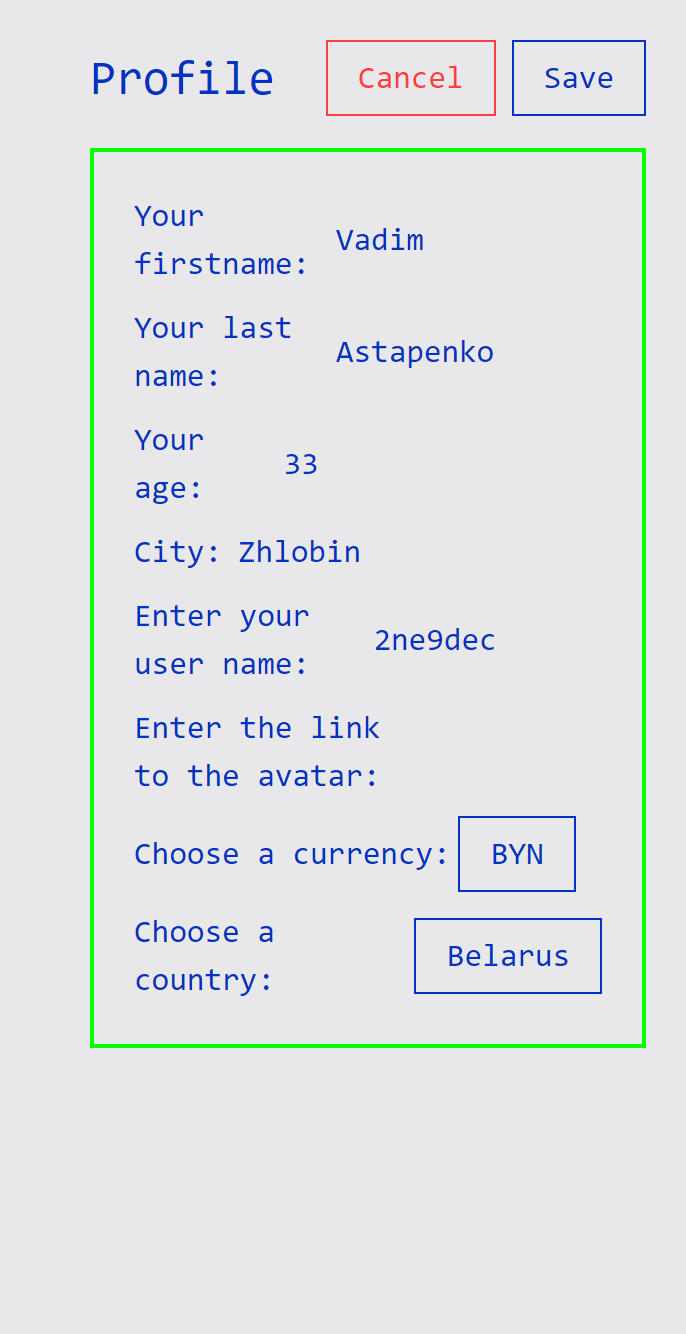 Profile Cancel Save
Your
firstname: Vadim
Your last
name: Astapenko
Your
age: 33
City: Zhlobin
Enter your
user name: 2ne9dec
Enter the link
to the avatar:
Choose a currency: BYN
Choose a
country: Belarus